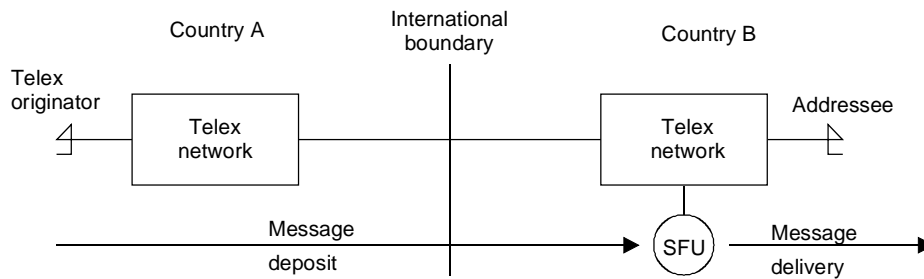 Country A
International
boundary
Country B
Telex
originator
Telex
network
Telex
network
Addressee
Message
deposit
SFU
Message
delivery